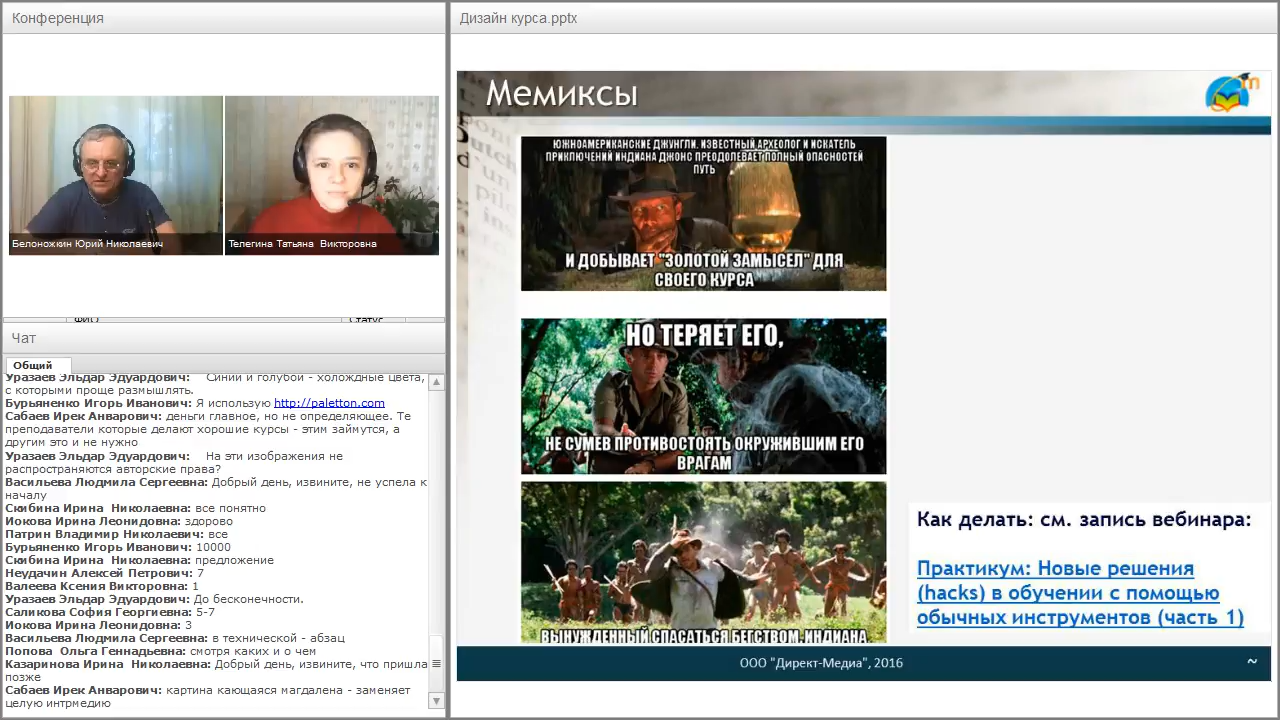 Конференция
Белоножкин Юрий Николаевич
Телегина Татьяна Викторовна
ФИО
Статус
Чат
Общий
Уразаев Эльдар Эдуардович: Синий и голубой - холождные цвета,
с которыми проще размышлять.
Бурьяненко Игорь Иванович: Я использую http://paletton.com
Сабаев Ирек Анварович: деньги главное, но не определяющее. Те
преподаватели которые делают хорошие курсы - этим займутся, а
другим это и не нужно
Уразаев Эльдар Эдуардович: На эти изображения не
распространяются авторские права?
Васильева Людмила Сергеевна: Добрый день, извините, не успела к
началу
Скибина Ирина Николаевна: все понятно
Иокова Ирина Леонидовна: здорово
Патрин Владимир Николаевич: все
Бурьяненко Игорь Иванович: 10000
Скибина Ирина Николаевна: предложение
Неудачин Алексей Петрович: 7
Валеева Ксения Викторовна: 1
Уразаев Эльдар Эдуардович: До бесконечности.
Саликова София Георгиевна: 5-7
Иокова Ирина Леонидовна: 3
Васильева Людмила Сергеевна: в технической - абзац
Попова Ольга Геннадьевна: смотря каких и о чем
Казаринова Ирина Николаевна: Добрый день, извините, что пришла
позже
Сабаев Ирек Анварович: картина кающаяся магдалена - заменяет
целую интрмедию
Дизайн курса.pptx
Мемиксы
ЮЖНОАМЕРИКАНСКИЕ ДЖУНГЛИ. ИЗВЕСТНЫЙ АРХЕОЛОГ И ИСКАТЕЛЬ
ПРИКЛЮЧЕНИЙ ИНДИАНА ДЖОНС ПРЕОДОЛЕВАЕТ ПОЛНЫЙ ОПАСНОСТЕЙ
ПУТЬ
И ДОБЫВАЕТ "ЗОЛОТОЙ ЗАМЫСЕЛ" ДЛЯ
СВОЕГО КУРСА
НО ТЕРЯЕТ ЕГО,
НЕ СУМЕВ ПРОТИВОСТОЯТЬ ОКРУЖИВШИМ ЕГО
ВРАГАМ
ВЫНУЖДЕННЫЙ СПАСАТЬСЯ БЕГСТВОМ, ИНДИАНА
Как делать: см. запись вебинара:
Практикум: Новые решения
(hacks) в обучении с помощью
обычных инструментов (часть 1)
ООО "Директ-Медиа", 2016
~